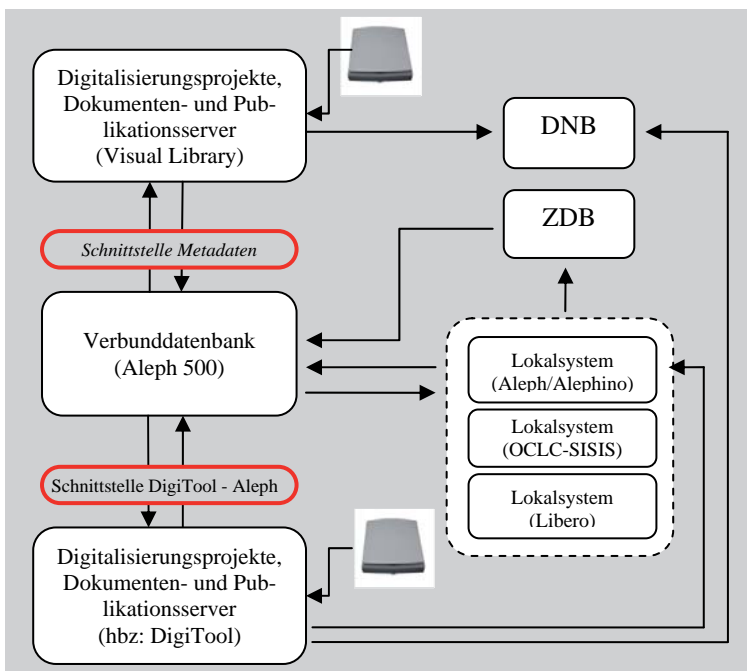 Digitalisierungsprojekte,
Dokumenten- und Pub-
likationsserver
(Visual Library)
DNB
ZDB
Schnittstelle Metadaten
Verbunddatenbank
(Aleph 500)
Lokalsystem
(Aleph/Alephino)
Lokalsystem
(OCLC-SISIS)
Lokalsystem
(Libero)
Schnittstelle DigiTool - Aleph
Digitalisierungsprojekte,
Dokumenten- und Pub-
likationsserver
(hbz: DigiTool)